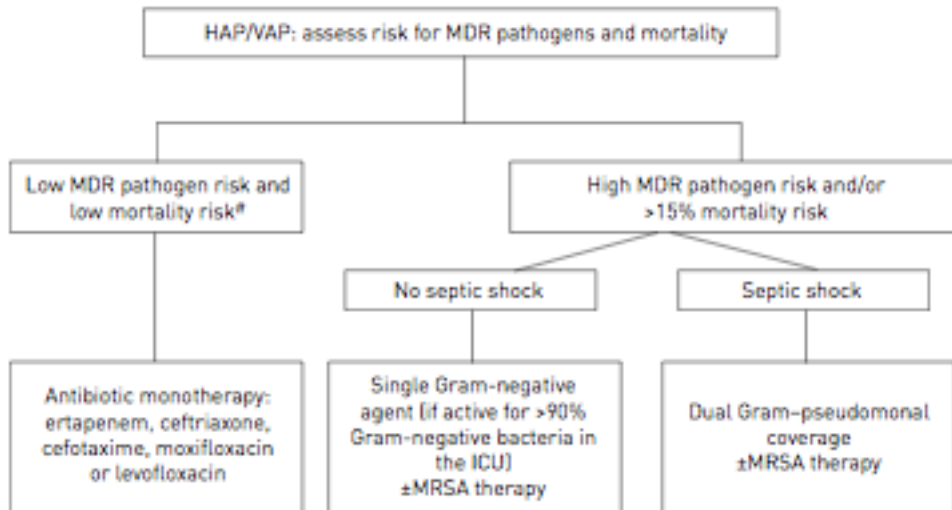 HAP/VAP: assess risk for MDR pathogens and mortality
Low MDR pathogen risk and
low mortality risk#
High MDR pathogen risk and/or
>15% mortality risk
No septic shock
Septic shock
Antibiotic monotherapy:
ertapenem, ceftriaxone,
cefotaxime, moxifloxacin
or levofloxacin
Single Gram-negative
agent (if active for >90%
Gram-negative bacteria in
the ICU)
±MRSA therapy
Dual Gram–pseudomonal
coverage
±MRSA therapy